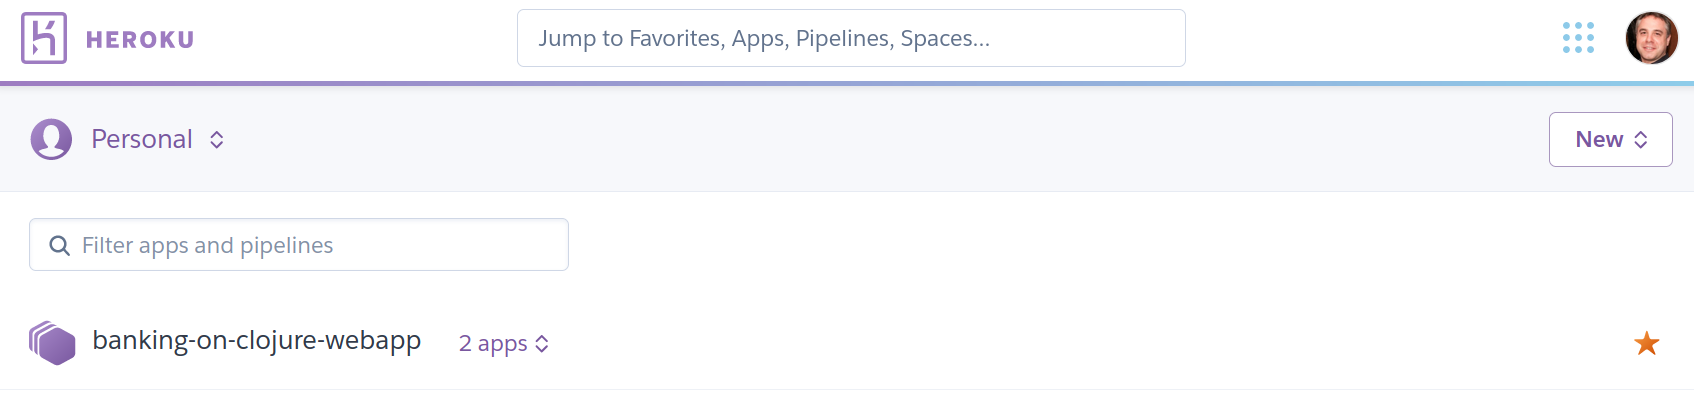 HEROKU
Jump to Favorites, Apps, Pipelines, Spaces...
Personal
New
Filter apps and pipelines
banking-on-clojure-webapp 2 apps